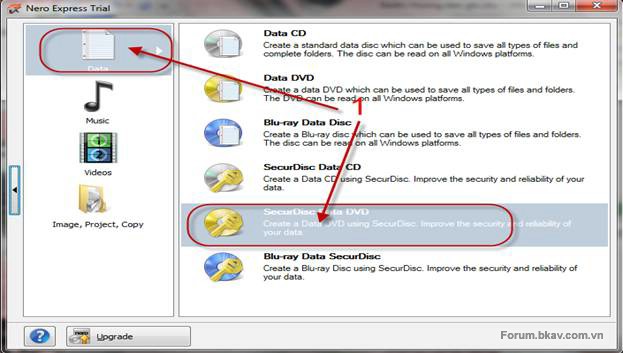 Nero Express Trial
Data
Music
Videos
Image, Project, Copy
Data CD
Create a standard data disc which can be used to save all types of files and
complete folders. The disc can be read on all Windows platforms.
Data DVD
Create a data DVD which can be used to save all types of files and folders.
The DVD can be read on all Windows platforms.
1
Blu-ray Data Disc
Create a Blu-ray disc which can be used to save all types of files and folders.
The disc can be read on all Windows platforms.
SecurDisc Data CD
Create a Data CD using SecurDisc. Improve the security and reliability of your
data.
SecurDisc Data DVD
Create a Data DVD using SecurDisc. Improve the security and reliability of
your data.
Blu-ray Data SecurDisc
Create a Blu-ray Disc using SecurDisc. Improve the security and reliability of
your data.
?
nero
Upgrade
Forum.bkav.com.vn